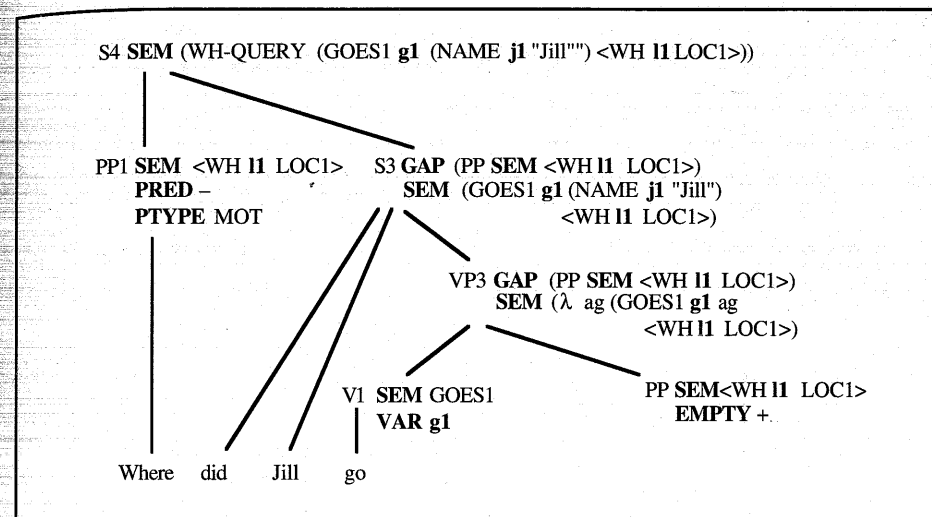 S4 SEM (WH-QUERY (GOES1 g1 (NAME j1 "Jill"") <WH l1 LOC1>))
PP1 SEM <WH l1 LOC1> S3 GAP (PP SEM <WH l1 LOC1>)
PRED – SEM (GOES1 g1 (NAME j1 "Jill")
PTYPE MOT <WH l1 LOC1>)
VP3 GAP (PP SEM <WH l1 LOC1>)
SEM (λ ag (GOES1 g1 ag
<WH l1 LOC1>)
V1 SEM GOES1 PP SEM<WH l1 LOC1>
VAR g1 EMPTY +
Where did Jill go